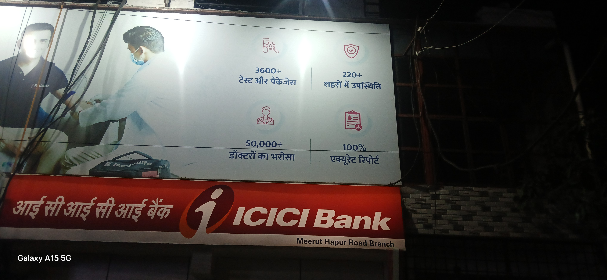 3600+
टेस्ट और पैकेजेस
220+
शहरों में उपस्थिति
50,000+
डॉक्टरों का भरोसा
100%
एक्यूरेट रिपोर्ट
आई सी आई सी आई बैंक
ICICI Bank
Meerut Hapur Road Branch
Galaxy A15 5G